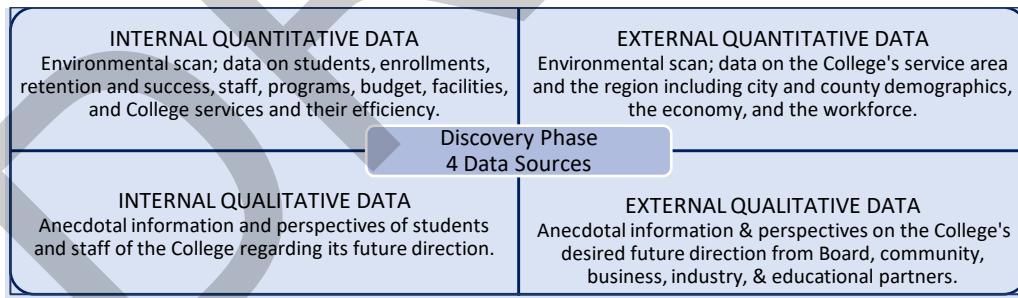 INTERNAL QUANTITATIVE DATA
Environmental scan; data on students, enrollments,
retention and success, staff, programs, budget, facilities,
and College services and their efficiency.
EXTERNAL QUANTITATIVE DATA
Environmental scan; data on the College's service area
and the region including city and county demographics,
the economy, and the workforce.
Discovery Phase
4 Data Sources
INTERNAL QUALITATIVE DATA
Anecdotal information and perspectives of students
and staff of the College regarding its future direction.
EXTERNAL QUALITATIVE DATA
Anecdotal information & perspectives on the College's
desired future direction from Board, community,
business, industry, & educational partners.